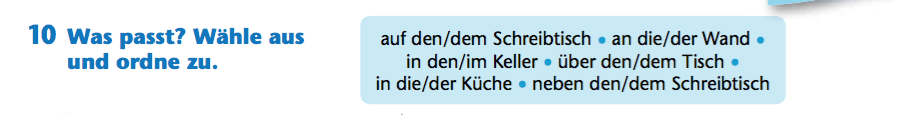 10 Was passt? Wähle aus
und ordne zu.
auf den/dem Schreibtisch • an die/der Wand •
in den/im Keller • über den/dem Tisch •
in die/der Küche • neben den/dem Schreibtisch